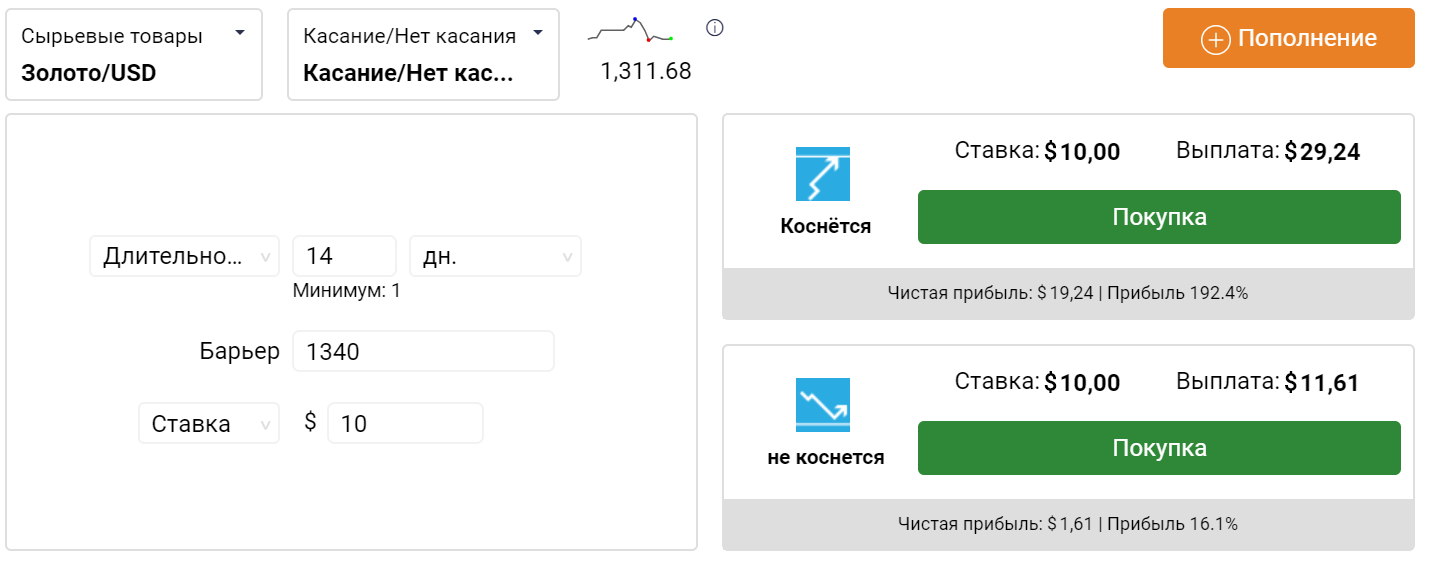 Сырьевые товары
Золото/USD
Касание/Нет касания
Касание/Нет кас...
1,311.68
Пополнение
Длительно...
14
дн.
Минимум: 1
Барьер
1340
Ставка
$
10
Ставка: $10,00
Выплата: $29,24
Коснётся
Покупка
Чистая прибыль: $19,24 | Прибыль 192.4%
Ставка: $10,00
Выплата: $11,61
не коснется
Покупка
Чистая прибыль: $1,61 | Прибыль 16.1%